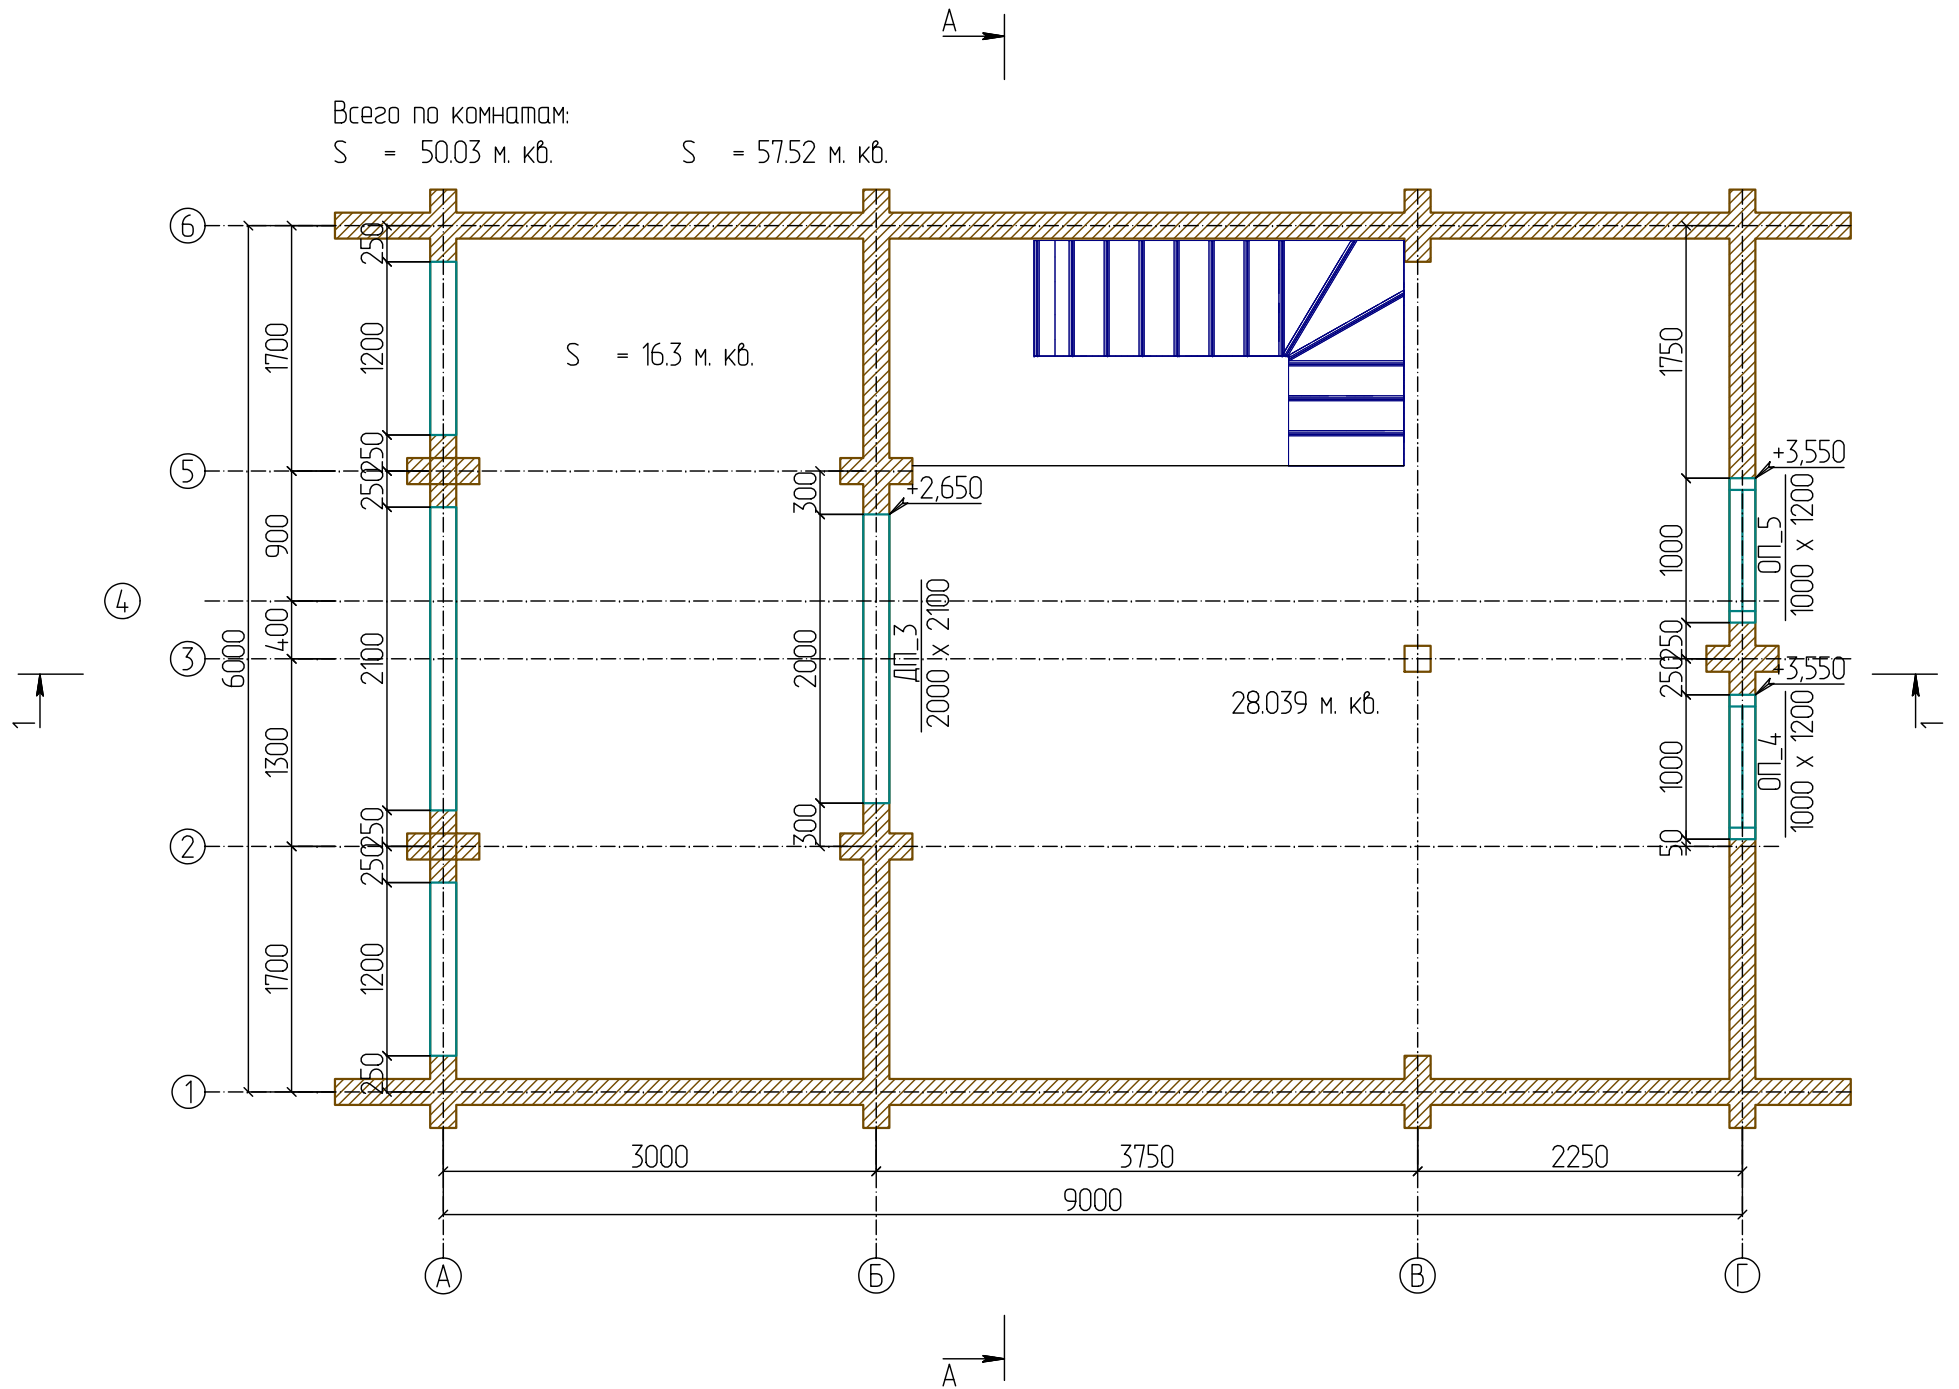 А
Всего по комнатам:
S = 50.03 м. кв. S = 57.52 м. кв.
6
5
4
3
2
1
6000
1700
900
400
1300
1700
250
1200
250
250
2100
250
250
1200
250
S = 16.3 м. кв.
300
2000
300
+2,650
ДП_3
2000 х 2100
28.039 м. кв.
1750
1000
250
250
1000
50
+3,550
ОП_5
1000 х 1200
+3,550
ОП_4
1000 х 1200
1
1
3000 3750 2250
9000
А Б В Г
А